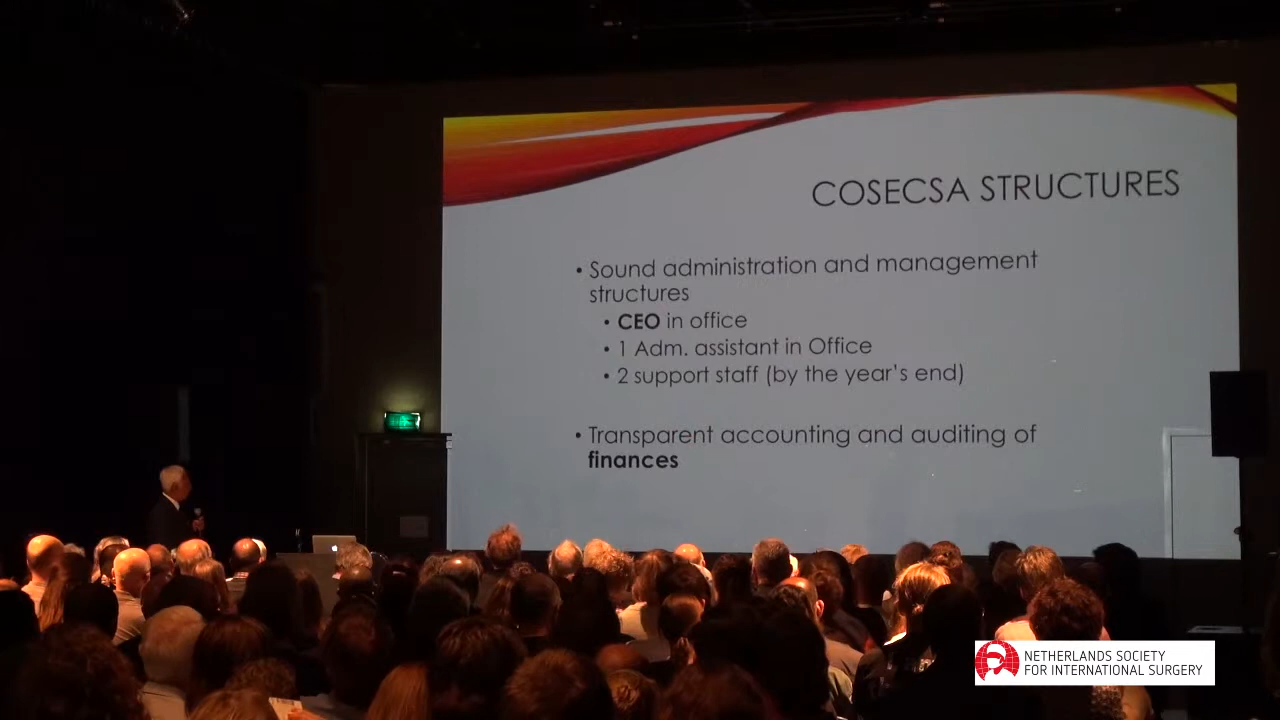 COSECSA STRUCTURES
• Sound administration and management
structures
• CEO in office
• 1 Adm. assistant in Office
• 2 support staff (by the year's end)
• Transparent accounting and auditing of
finances
NETHERLANDS SOCIETY
FOR INTERNATIONAL SURGERY